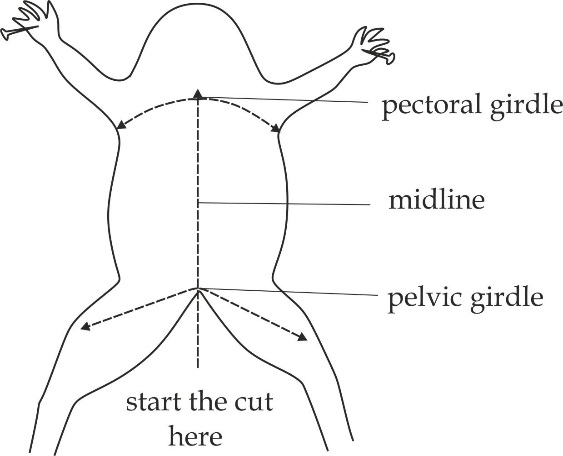 pectoral girdle
midline
pelvic girdle
start the cut
here